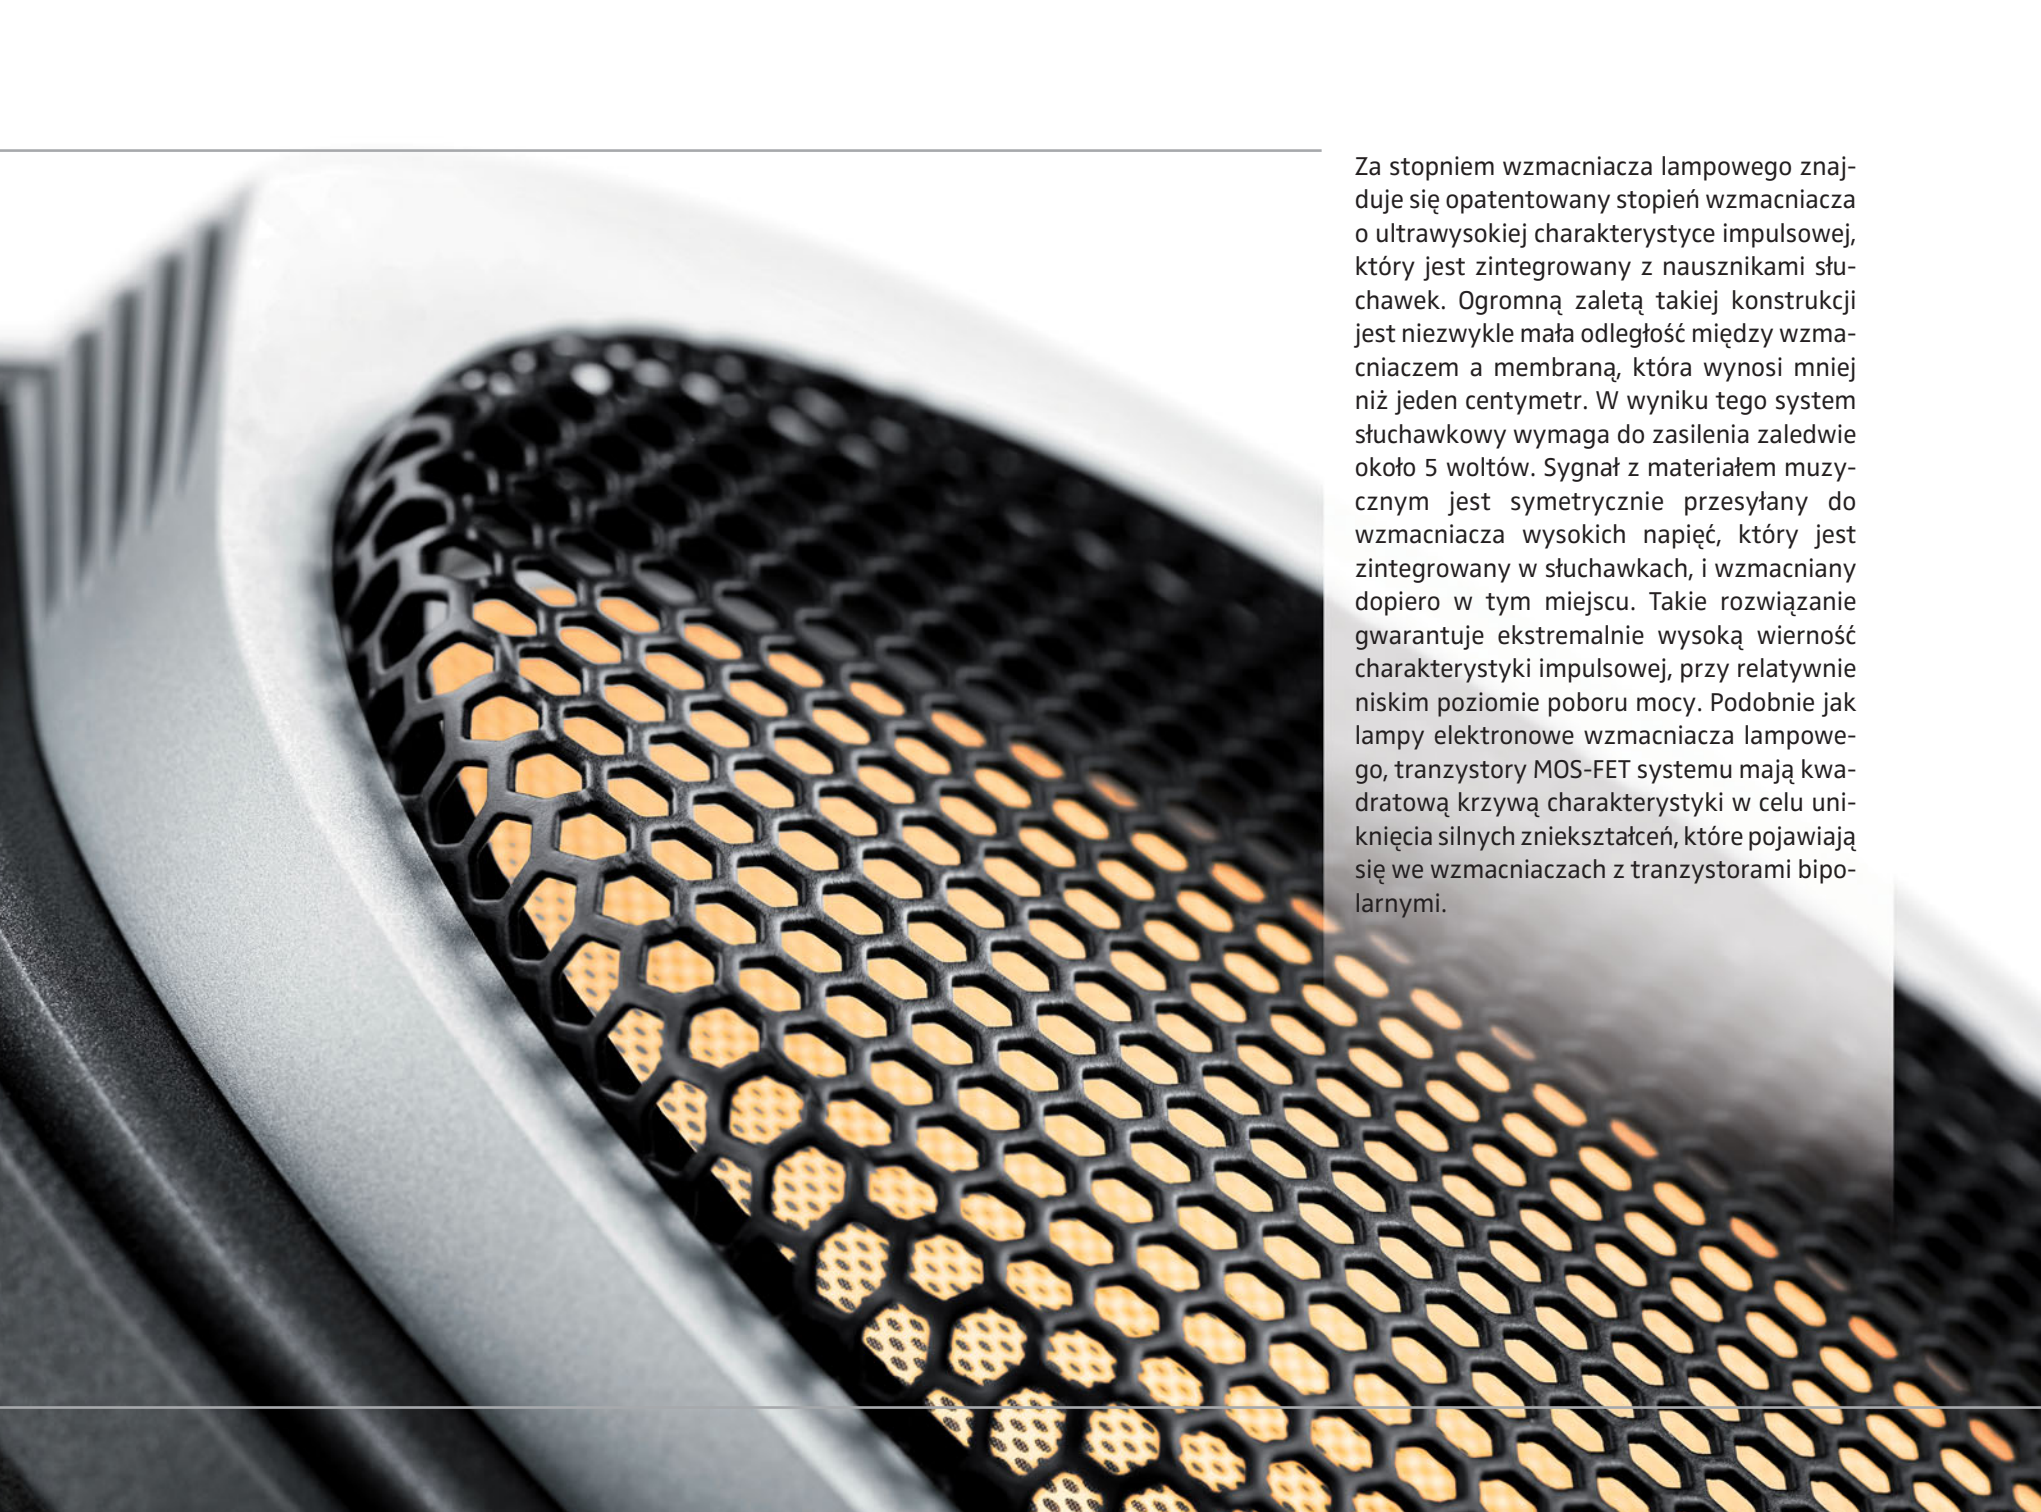 Za stopniem wzmacniacza lampowego znaj-
duje się opatentowany stopień wzmacniacza
o ultrawysokiej charakterystyce impulsowej,
który jest zintegrowany z nausznikami słu-
chawek. Ogromną zaletą takiej konstrukcji
jest niezwykle mała odległość między wzma-
cniaczem a membraną, która wynosi mniej
niż jeden centymetr. W wyniku tego system
słuchawkowy wymaga do zasilenia zaledwie
około 5 woltów. Sygnał z materiałem muzy-
cznym jest symetrycznie przesyłany do
wzmacniacza wysokich napięć, który jest
zintegrowany w słuchawkach, i wzmacniany
dopiero w tym miejscu. Takie rozwiązanie
gwarantuje ekstremalnie wysoką wierność
charakterystyki impulsowej, przy relatywnie
niskim poziomie poboru mocy. Podobnie jak
lampy elektronowe wzmacniacza lampowe-
go, tranzystory MOS-FET systemu mają kwa-
dratową krzywą charakterystyki w celu uni-
knięcia silnych zniekształceń, które pojawiają
się we wzmacniaczach z tranzystorami bipo-
larnymi.